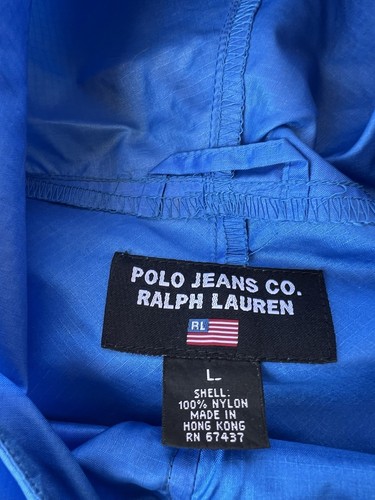 POLO JEANS CO.
RALPH LAUREN
RL
L
SHELL:
100% NYLON
MADE IN
HONG KONG
RN 67437